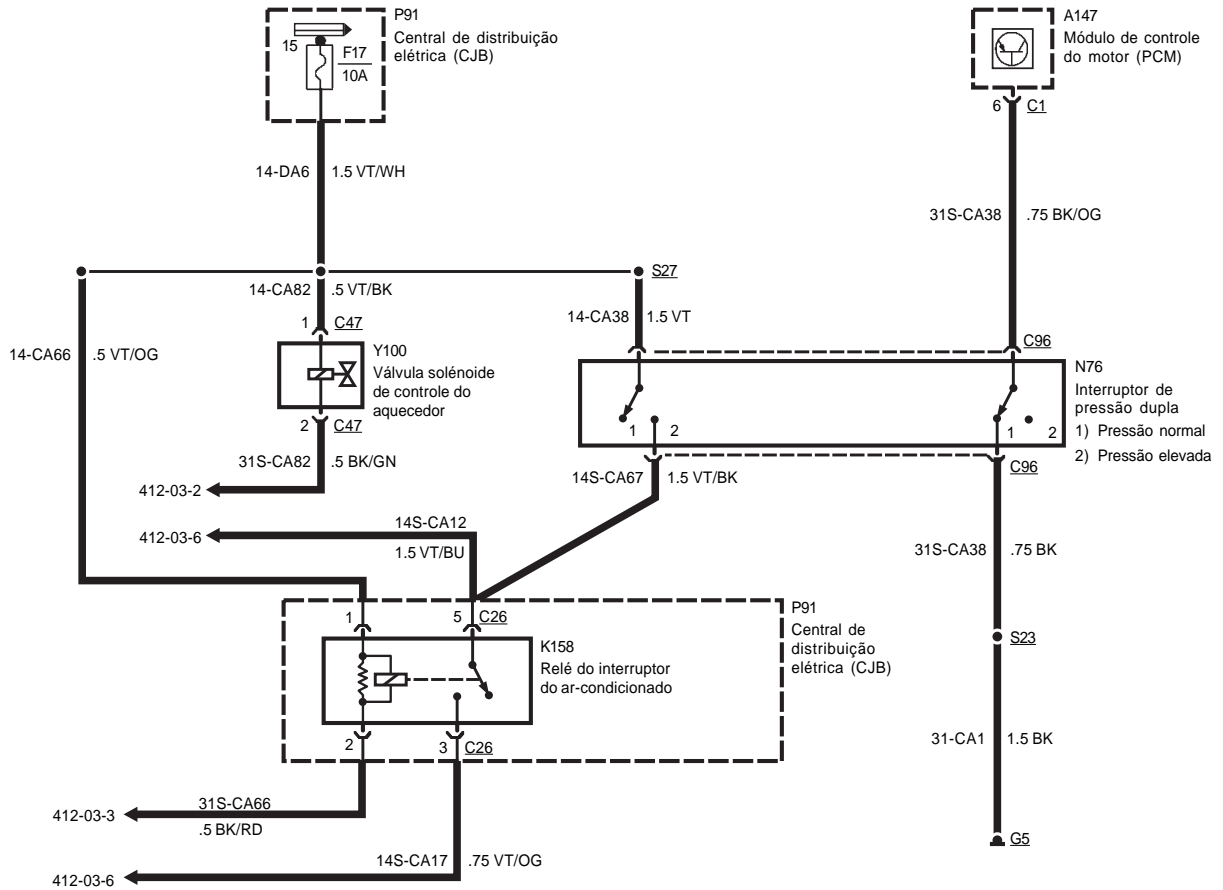 P91
Central de distribuição
elétrica (CJB)
15
F17
10A
A147
Módulo de controle
do motor (PCM)
6
C1
14-DA6
1.5 VT/WH
31S-CA38
.75 BK/OG
S27
14-CA82
.5 VT/BK
14-CA38
1.5 VT
1
C47
14-CA66
.5 VT/OG
Y100
Válvula solénoide
de controle do
aquecedor
C96
N76
Interruptor de
pressão dupla
1) Pressão normal
2) Pressão elevada
1
2
1
2
2
C47
31S-CA82
.5 BK/GN
412-03-2
14S-CA67
1.5 VT/BK
C96
14S-CA12
1.5 VT/BU
412-03-6
31S-CA38
.75 BK
P91
Central de
distribuição
elétrica (CJB)
1
5
C26
K158
Relé do interruptor
do ar-condicionado
S23
2
3
C26
31-CA1
1.5 BK
31S-CA66
.5 BK/RD
412-03-3
G5
14S-CA17
.75 VT/OG
412-03-6